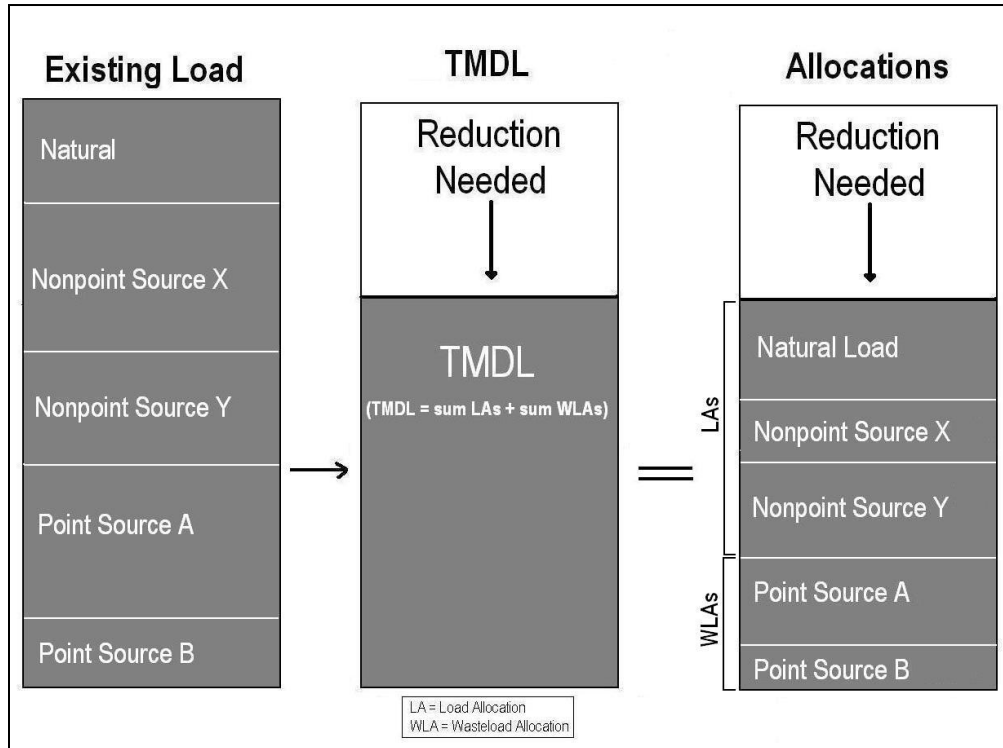 Existing Load
Natural
Nonpoint Source X
Nonpoint Source Y
Point Source A
Point Source B
TMDL
Reduction
Needed
TMDL
(TMDL = sum LAs + sum WLAs)
Allocations
Reduction
Needed
LAs
Natural Load
Nonpoint Source X
Nonpoint Source Y
WLAs
Point Source A
Point Source B
LA = Load Allocation
WLA = Wasteload Allocation